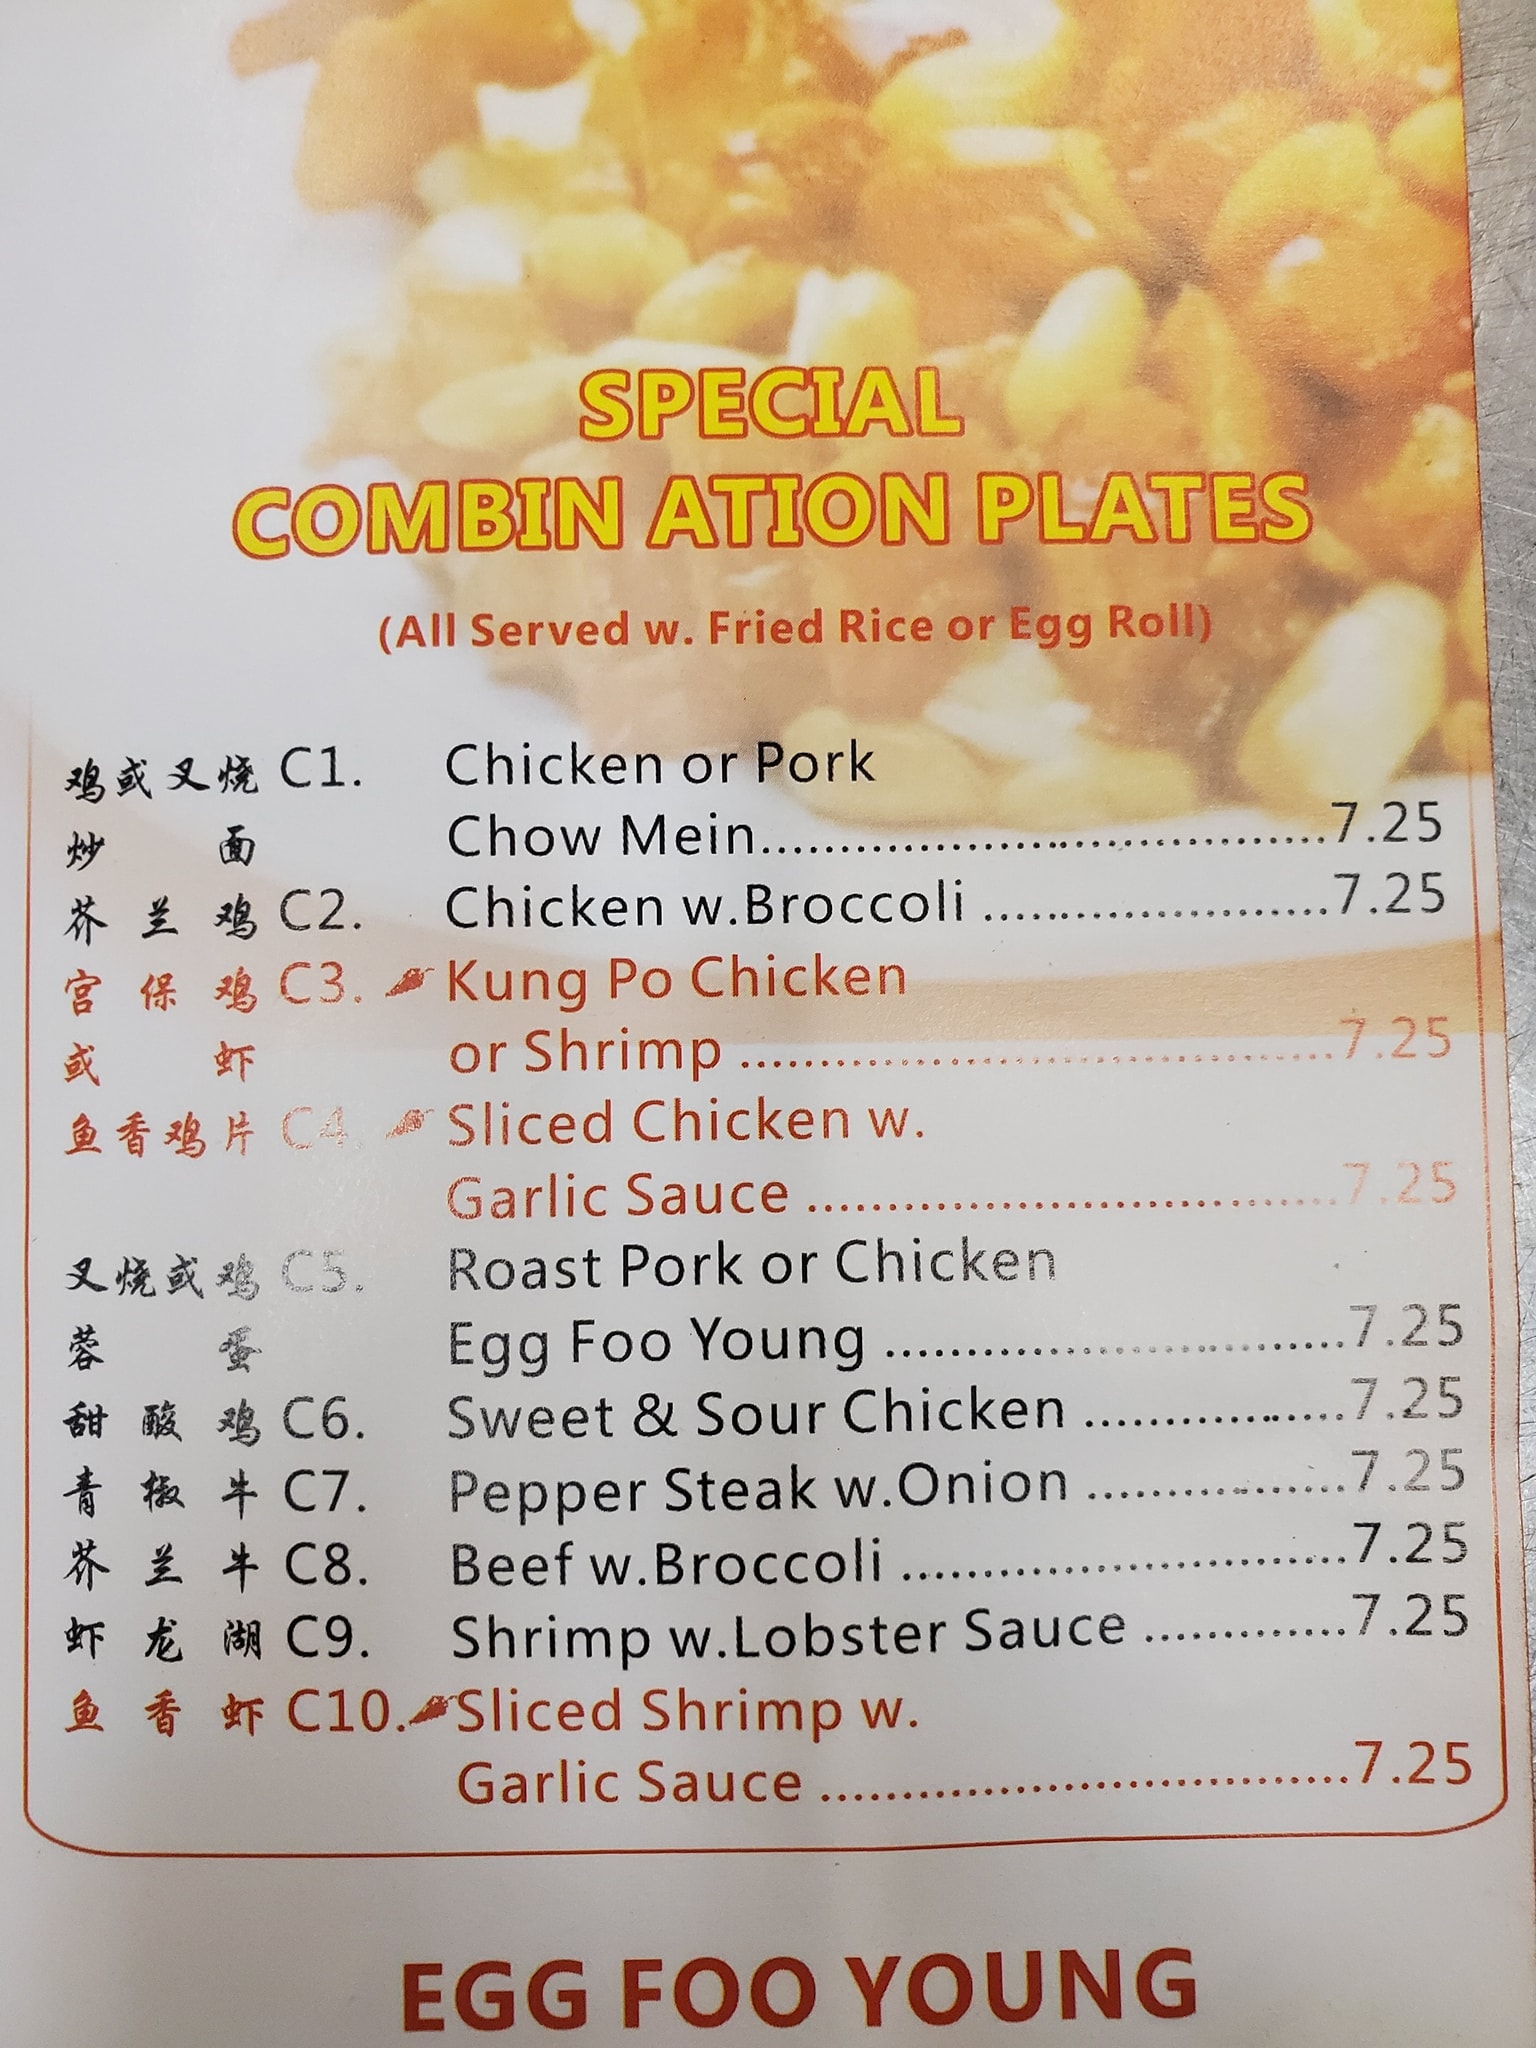 SPECIAL
COMBIN ATION PLATES
(All Served w. Fried Rice or Egg Roll)
鸡或叉烧 C1. Chicken or Pork
炒 面 Chow Mein....................................7.25
芥 兰 鸡 C2. Chicken w.Broccoli ......................7.25
宫 保 鸡 C3. Kung Po Chicken
或 虾 or Shrimp ......................................7.25
鱼香鸡片 C4. Sliced Chicken w.
Garlic Sauce ..................................7.25
叉烧或鸡 C5. Roast Pork or Chicken
蓉 蛋 Egg Foo Young .............................7.25
甜 酸 鸡 C6. Sweet & Sour Chicken .................7.25
青 椒 牛 C7. Pepper Steak w.Onion .................7.25
芥 兰 牛 C8. Beef w.Broccoli .............................7.25
虾 龙 湖 C9. Shrimp w.Lobster Sauce .............7.25
鱼 香 虾 C10. Sliced Shrimp w.
Garlic Sauce ..................................7.25
EGG FOO YOUNG